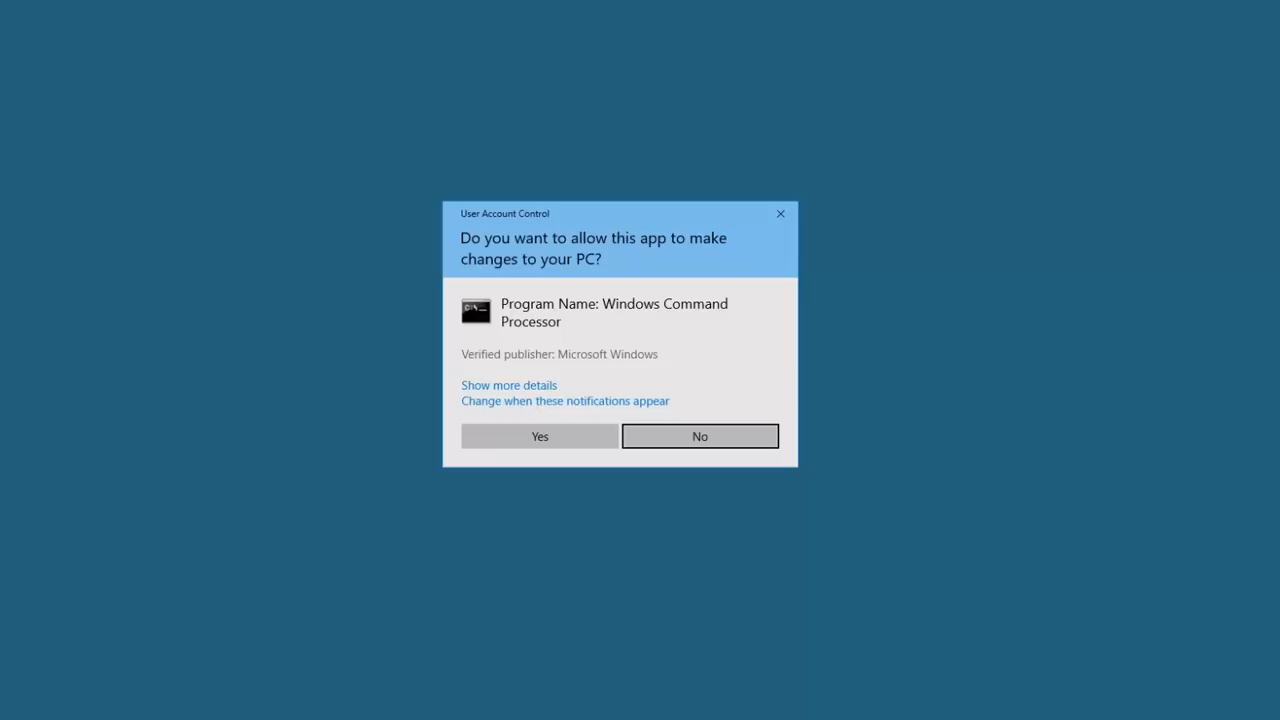 User Account Control
Do you want to allow this app to make
changes to your PC?
Program Name: Windows Command
Processor
Verified publisher: Microsoft Windows
Show more details
Change when these notifications appear
Yes
No